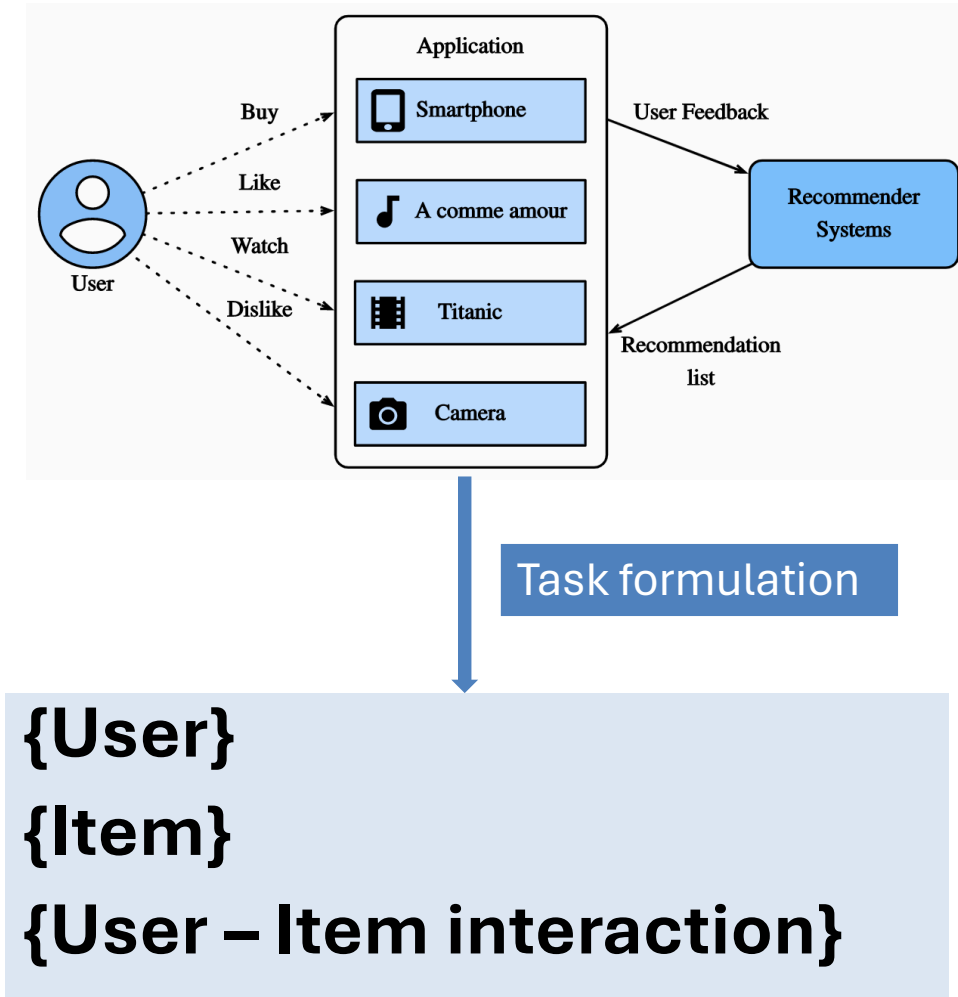 Application
Buy
Smartphone
User Feedback
Like
A comme amour
Recommender
Systems
Watch
User
Dislike
Titanic
Recommendation
list
Camera
Task formulation
{User}
{Item}
{User – Item interaction}